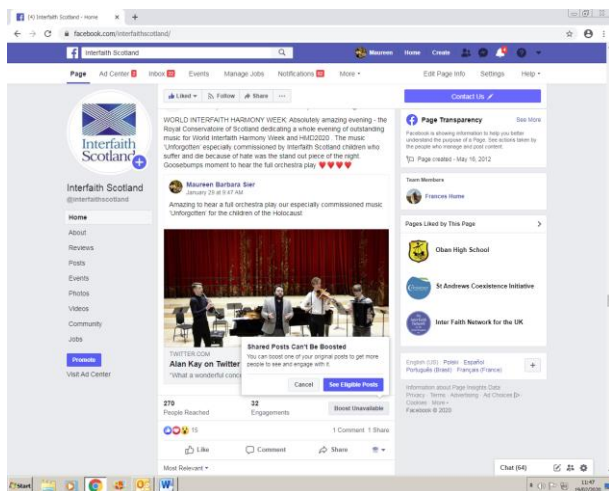 (4) Interfaith Scotland - Home
facebook.com/interfaithscotland/
Interfaith Scotland
Maureen Home Create
Page Ad Center Inbox Events Manage Jobs Notifications More Edit Page Info Settings Help
Liked Follow Share ...
Contact Us
Interfaith
Scotland
Interfaith Scotland
@interfaithscotland
Home
About
Reviews
Posts
Events
Photos
Videos
Community
Jobs
Promote
Visit Ad Center
WORLD INTERFAITH HARMONY WEEK: Absolutely amazing evening - the
Royal Conservatoire of Scotland dedicating a whole evening of outstanding
music for World Interfaith Harmony Week and HMD2020 . The music
'Unforgotten' especially commissioned by Interfaith Scotland children who
suffer and die because of hate was the stand out piece of the night.
Goosebumps moment to hear the full orchestra play
Maureen Barbara Sier
January 29 at 9:47 AM
Amazing to hear a full orchestra play our especially commissioned music
'Unforgotten' for the children of the Holocaust
TWITTER.COM
Alan Kay on Twitter
"What a wonderful conc
Shared Posts Can't Be Boosted
You can boost one of your original posts to get more
people to see and engage with it.
Cancel See Eligible Posts
270
People Reached
32
Engagements
Boost Unavailable
15
1 Comment 1 Share
Like Comment Share
Most Relevant
Page Transparency See More
Facebook is showing information to help you better
understand the purpose of a Page. See actions taken by
the people who manage and post content.
Page created - May 16, 2012
Team Members
Frances Hume
Pages Liked by This Page
Oban High School
St Andrews Coexistence Initiative
Inter Faith Network for the UK
English (US) · Polski · Español ·
Português (Brasil) · Français (France)
Information about Page Insights Data
Privacy · Terms · Advertising · Ad Choices
Cookies · More
Facebook © 2020
Chat (64)
Start
11:47